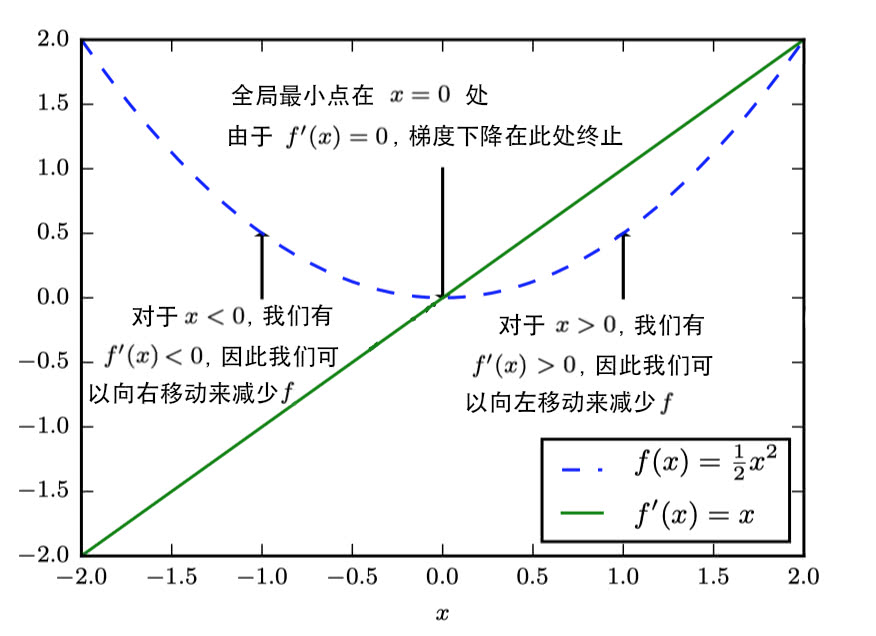 2.0
1.5
1.0
0.5
0.0
−0.5
−1.0
−1.5
−2.0
全局最小点在 x = 0 处
由于 f′(x) = 0, 梯度下降在此处终止
对于 x < 0, 我们有
f′(x) < 0, 因此我们可
以向右移动来减少 f
对于 x > 0, 我们有
f′(x) > 0, 因此我们可
以向左移动来减少 f
f(x) = ½x²
f′(x) = x
−2.0 −1.5 −1.0 −0.5 0.0 0.5 1.0 1.5 2.0
x